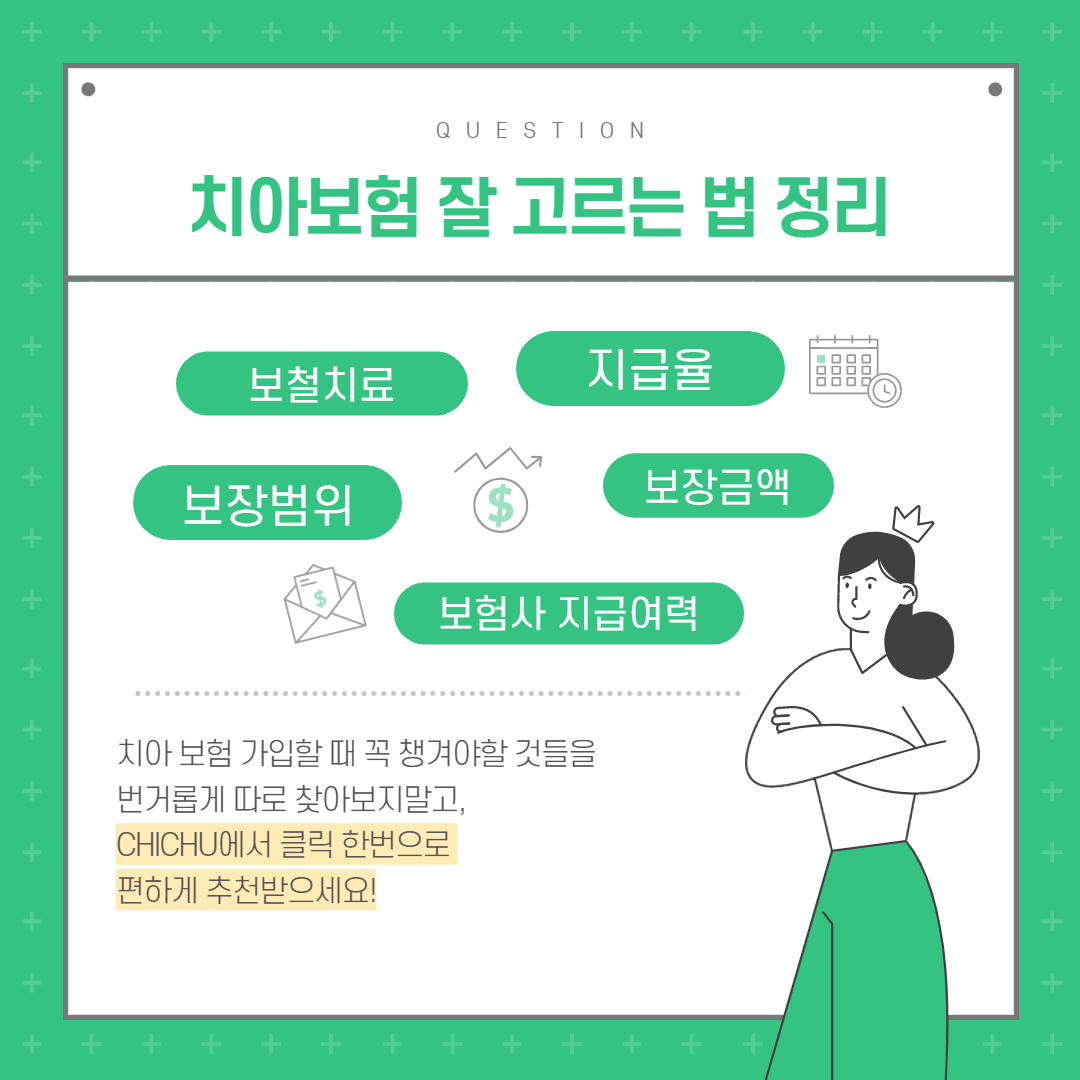 QUESTION
치아보험 잘 고르는 법 정리
보철치료
지급율
보장범위
$
보장금액
$
보험사 지급여력
치아 보험 가입할 때 꼭 챙겨야할 것들을
번거롭게 따로 찾아보지말고,
CHICHU에서 클릭 한번으로
편하게 추천받으세요!